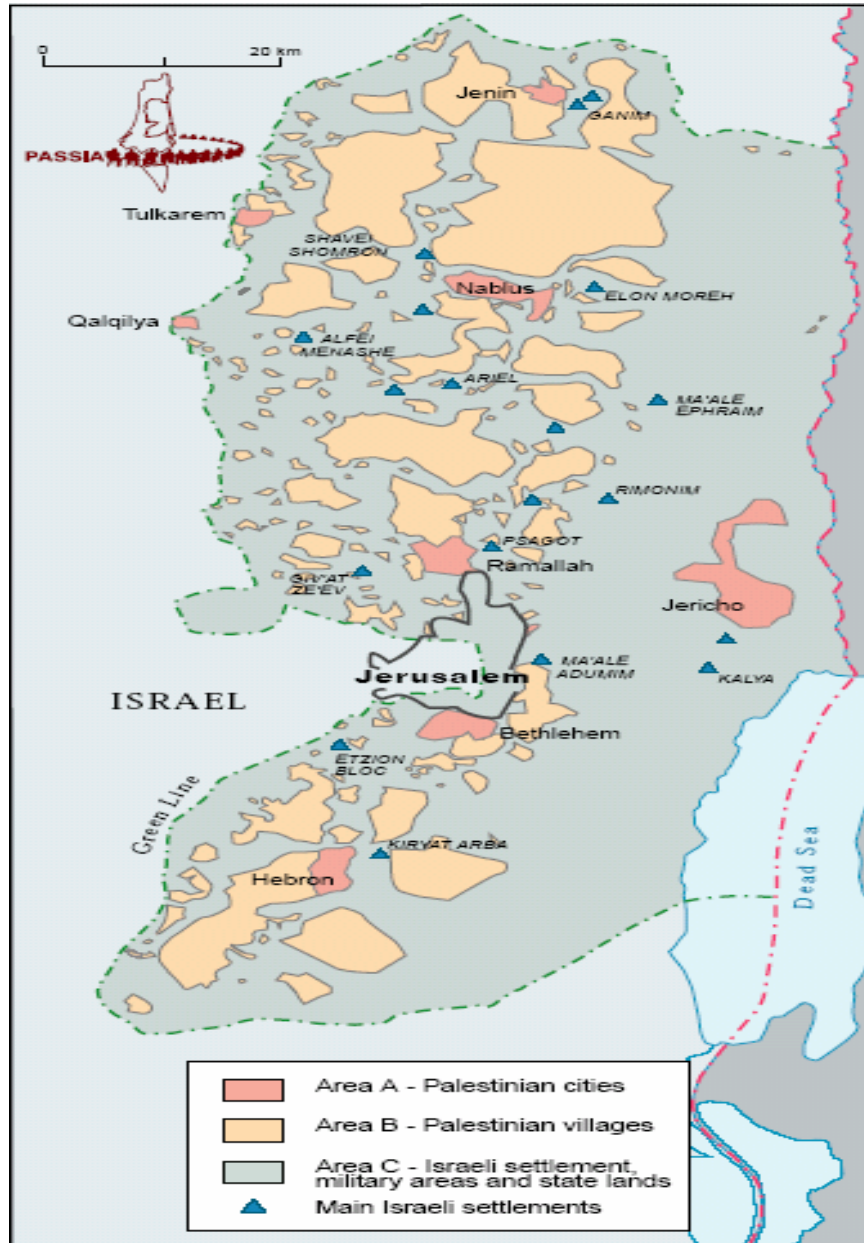 0 20 km
PASSIA
Jenin
GANIM
Tulkarem
SHAVEI
SHOMRON
Nablus
ELON MOREH
Qalqilya
ALFEI
MENASHE
ARIEL
MA'ALE
EPHRAIM
RIMONIM
PSAGOT
Ramallah
GIV'AT
ZE'EV
Jericho
Jerusalem
MA'ALE
ADUMIM
KALYA
ISRAEL
Bethlehem
ETZION
BLOC
Green Line
KIRYAT ARBA
Hebron
Dead Sea
Area A - Palestinian cities
Area B - Palestinian villages
Area C - Israeli settlement,
military areas and state lands
Main Israeli settlements